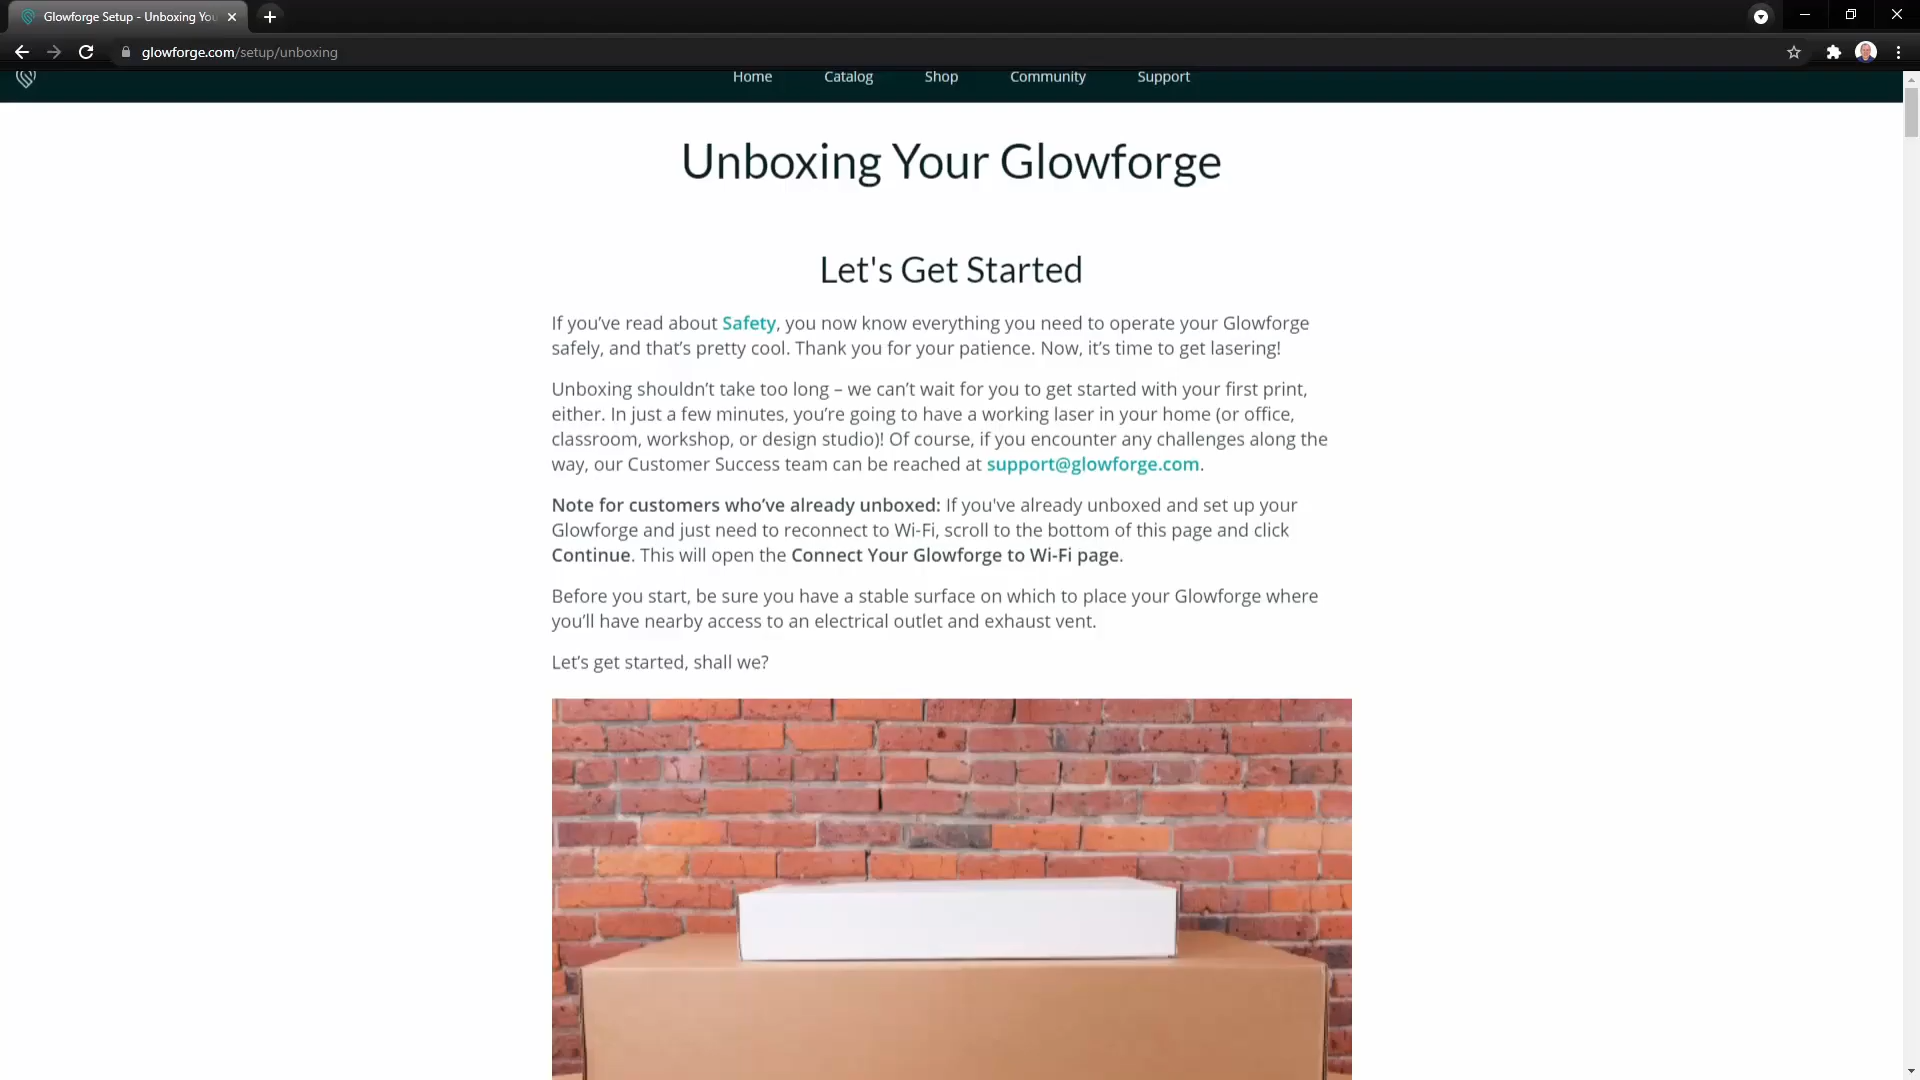 Glowforge Setup - Unboxing You
glowforge.com/setup/unboxing
Home Catalog Shop Community Support
Unboxing Your Glowforge
Let's Get Started
If you’ve read about Safety, you now know everything you need to operate your Glowforge
safely, and that’s pretty cool. Thank you for your patience. Now, it’s time to get lasering!
Unboxing shouldn’t take too long – we can’t wait for you to get started with your first print,
either. In just a few minutes, you’re going to have a working laser in your home (or office,
classroom, workshop, or design studio)! Of course, if you encounter any challenges along the
way, our Customer Success team can be reached at support@glowforge.com.
Note for customers who’ve already unboxed: If you've already unboxed and set up your
Glowforge and just need to reconnect to Wi-Fi, scroll to the bottom of this page and click
Continue. This will open the Connect Your Glowforge to Wi-Fi page.
Before you start, be sure you have a stable surface on which to place your Glowforge where
you’ll have nearby access to an electrical outlet and exhaust vent.
Let’s get started, shall we?